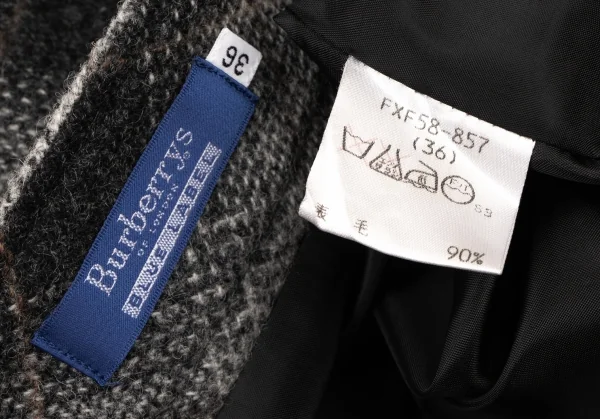 36
Burberrys
OF LONDON
BLUE LABEL
FXF58-857
(36)
表 毛
90%